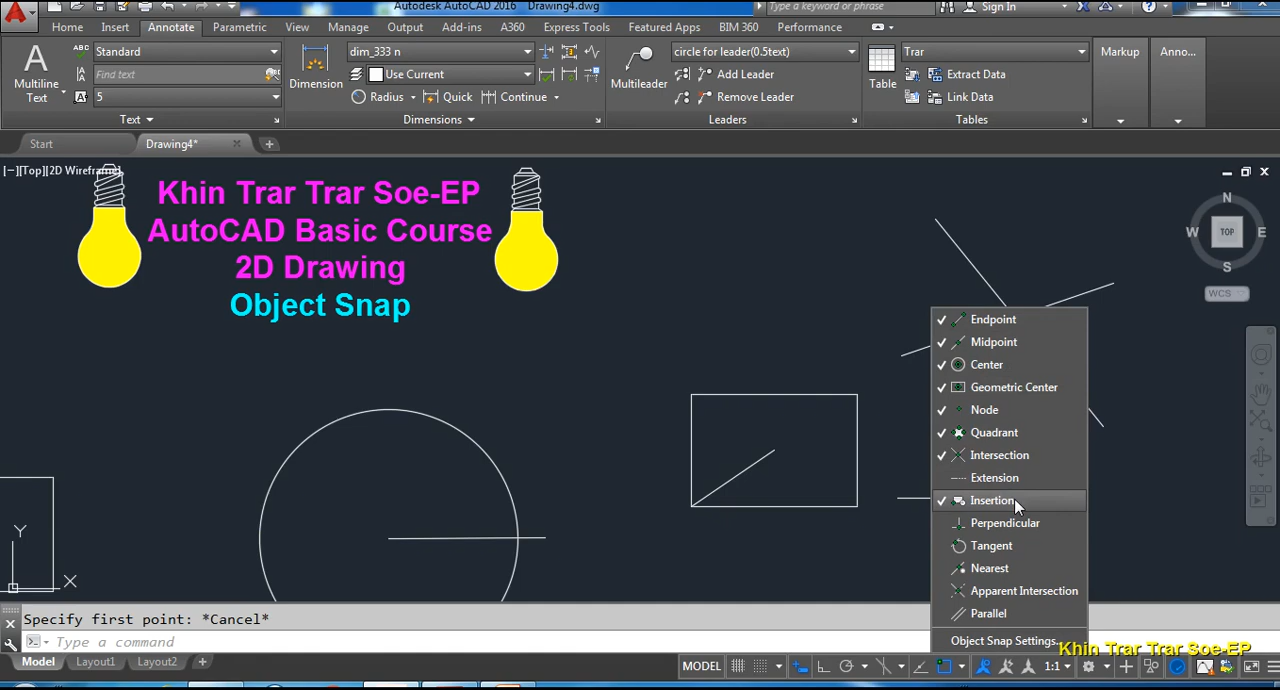 Autodesk AutoCAD 2016 Drawing4.dwg
Type a keyword or phrase
Sign In
Home Insert Annotate Parametric View Manage Output Add-ins A360 Express Tools Featured Apps BIM 360 Performance
Multiline Text
ABC
Standard
Find text
5
Dimension
dim_333 n
Use Current
Radius Quick Continue
Multileader
circle for leader(0.5text)
Add Leader
Remove Leader
Table
Trar
Extract Data
Link Data
Markup
Anno...
Text Dimensions Leaders Tables
Start Drawing4*
[−][Top][2D Wireframe]
Khin Trar Trar Soe-EP
AutoCAD Basic Course
2D Drawing
Object Snap
N
W TOP E
S
WCS
Endpoint
Midpoint
Center
Geometric Center
Node
Quadrant
Intersection
Extension
Insertion
Perpendicular
Tangent
Nearest
Apparent Intersection
Parallel
Object Snap Settings...
Y
X
Specify first point: *Cancel*
Type a command
Khin Trar Trar Soe-EP
Model Layout1 Layout2
MODEL
1:1